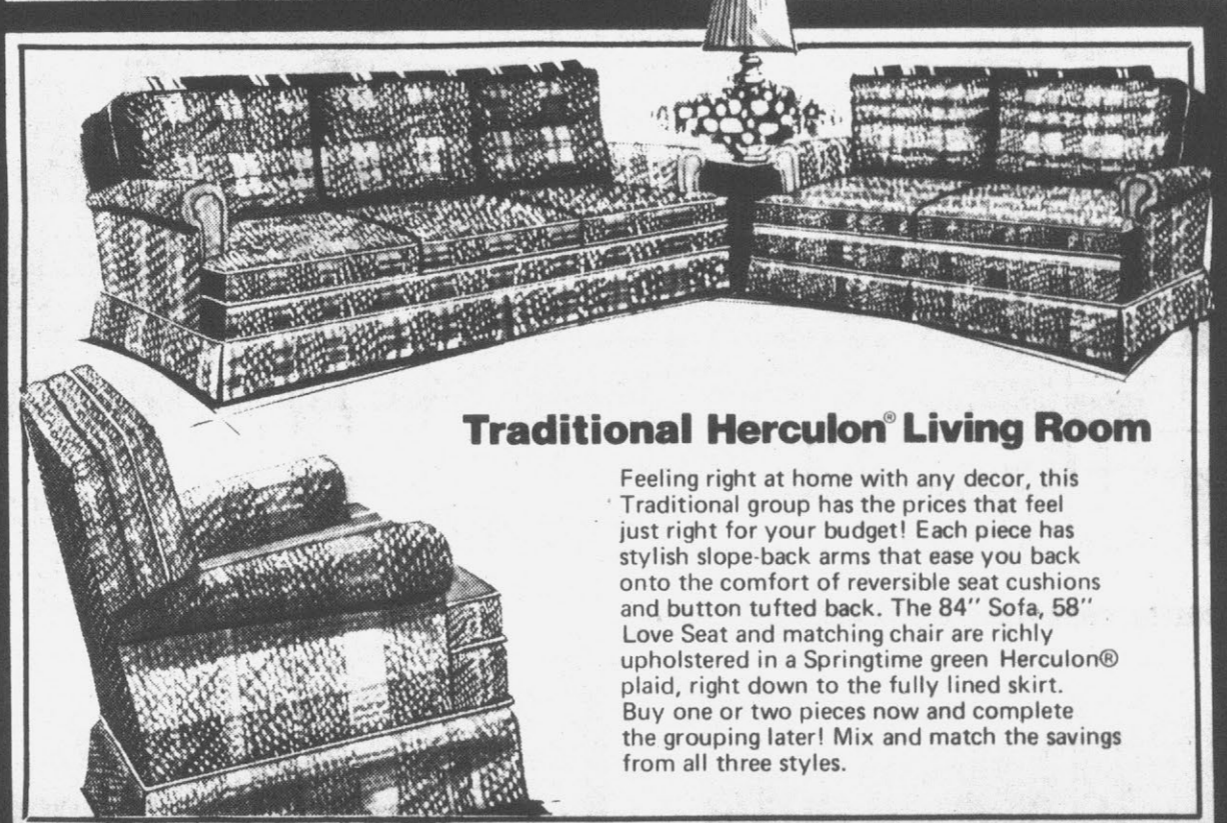 Traditional Herculon® Living Room
Feeling right at home with any decor, this
Traditional group has the prices that feel
just right for your budget! Each piece has
stylish slope-back arms that ease you back
onto the comfort of reversible seat cushions
and button tufted back. The 84″ Sofa, 58″
Love Seat and matching chair are richly
upholstered in a Springtime green Herculon®
plaid, right down to the fully lined skirt.
Buy one or two pieces now and complete
the grouping later! Mix and match the savings
from all three styles.